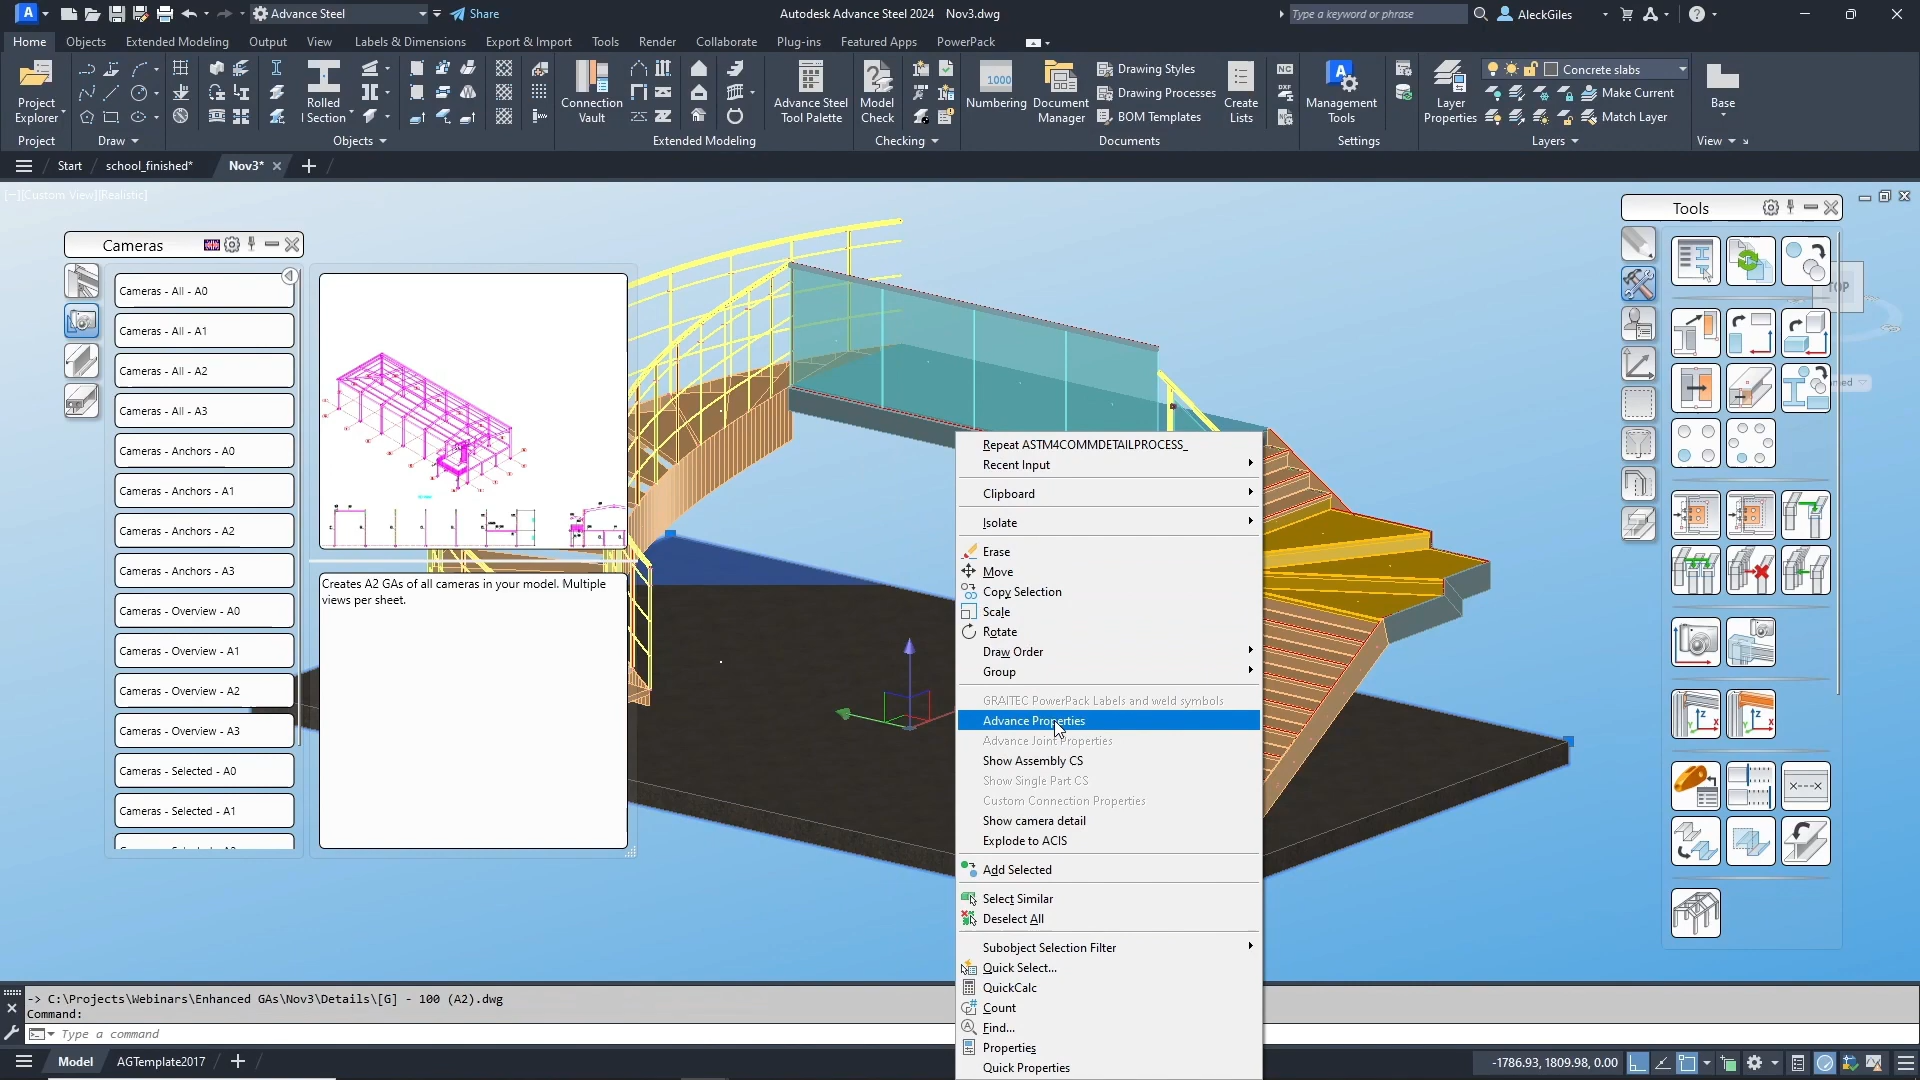 Advance Steel
Share
Autodesk Advance Steel 2024 Nov3.dwg
Type a keyword or phrase
AleckGiles
Home
Objects
Extended Modeling
Output
View
Labels & Dimensions
Export & Import
Tools
Render
Collaborate
Plug-ins
Featured Apps
PowerPack
Project
Explorer
Rolled
I Section
Connection
Vault
Advance Steel
Tool Palette
Model
Check
1000
Numbering
Document
Manager
Drawing Styles
Drawing Processes
BOM Templates
Create
Lists
NC
DXF
Management
Tools
Layer
Properties
Concrete slabs
Make Current
Match Layer
Base
Project
Draw
Objects
Extended Modeling
Checking
Documents
Settings
Layers
View
Start
school_finished*
Nov3*
[−][Custom View][Realistic]
Cameras
Cameras - All - A0
Cameras - All - A1
Cameras - All - A2
Cameras - All - A3
Cameras - Anchors - A0
Cameras - Anchors - A1
Cameras - Anchors - A2
Cameras - Anchors - A3
Cameras - Overview - A0
Cameras - Overview - A1
Cameras - Overview - A2
Cameras - Overview - A3
Cameras - Selected - A0
Cameras - Selected - A1
Creates A2 GAs of all cameras in your model. Multiple
views per sheet.
Repeat ASTM4COMMDETAILPROCESS_
Recent Input
Clipboard
Isolate
Erase
Move
Copy Selection
Scale
Rotate
Draw Order
Group
GRAITEC PowerPack Labels and weld symbols
Advance Properties
Advance Joint Properties
Show Assembly CS
Show Single Part CS
Custom Connection Properties
Show camera detail
Explode to ACIS
Add Selected
Select Similar
Deselect All
Subobject Selection Filter
Quick Select...
QuickCalc
Count
Find...
Properties
Quick Properties
Tools
TOP
-> C:\Projects\Webinars\Enhanced GAs\Nov3\Details\[G] - 100 (A2).dwg
Command:
Type a command
Model
AGTemplate2017
-1786.93, 1809.98, 0.00